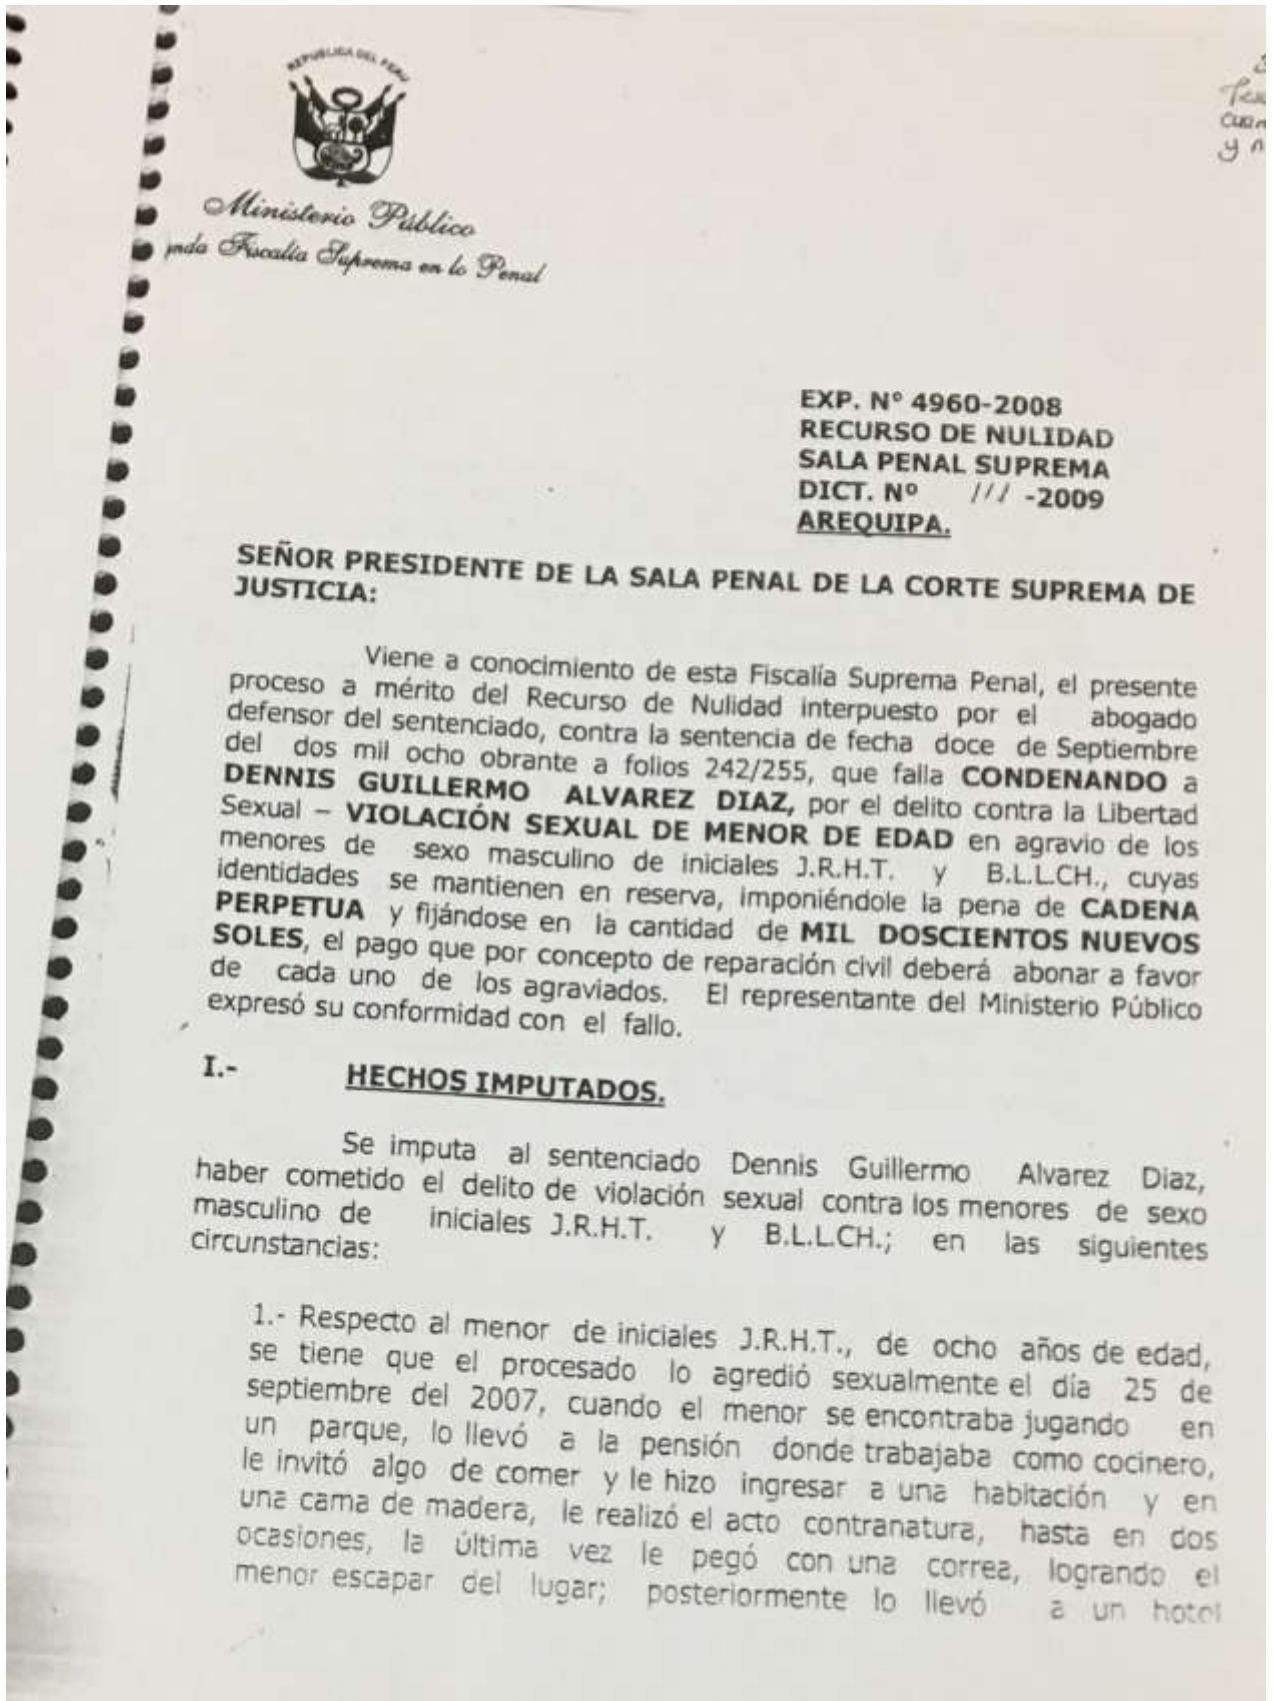 REPUBLICA DEL PERU
Ministerio Público
Fiscalía Suprema en lo Penal
EXP. N° 4960-2008
RECURSO DE NULIDAD
SALA PENAL SUPREMA
DICT. Nº 111 -2009
AREQUIPA.
SEÑOR PRESIDENTE DE LA SALA PENAL DE LA CORTE SUPREMA DE
JUSTICIA:
Viene a conocimiento de esta Fiscalía Suprema Penal, el presente
proceso a mérito del Recurso de Nulidad interpuesto por el abogado
defensor del sentenciado, contra la sentencia de fecha doce de Septiembre
del dos mil ocho obrante a folios 242/255, que falla CONDENANDO a
DENNIS GUILLERMO ALVAREZ DIAZ, por el delito contra la Libertad
Sexual – VIOLACIÓN SEXUAL DE MENOR DE EDAD en agravio de los
menores de sexo masculino de iniciales J.R.H.T. y B.L.L.CH., cuyas
identidades se mantienen en reserva, imponiéndole la pena de CADENA
PERPETUA y fijándose en la cantidad de MIL DOSCIENTOS NUEVOS
SOLES, el pago que por concepto de reparación civil deberá abonar a favor
de cada uno de los agraviados. El representante del Ministerio Público
expresó su conformidad con el fallo.
I.- HECHOS IMPUTADOS.
Se imputa al sentenciado Dennis Guillermo Alvarez Diaz,
haber cometido el delito de violación sexual contra los menores de sexo
masculino de iniciales J.R.H.T. y B.L.L.CH.; en las siguientes
circunstancias:
1.- Respecto al menor de iniciales J.R.H.T., de ocho años de edad,
se tiene que el procesado lo agredió sexualmente el día 25 de
septiembre del 2007, cuando el menor se encontraba jugando en
un parque, lo llevó a la pensión donde trabajaba como cocinero,
le invitó algo de comer y le hizo ingresar a una habitación y en
una cama de madera, le realizó el acto contranatura, hasta en dos
ocasiones, la última vez le pegó con una correa, logrando el
menor escapar del lugar; posteriormente lo llevó a un hotel